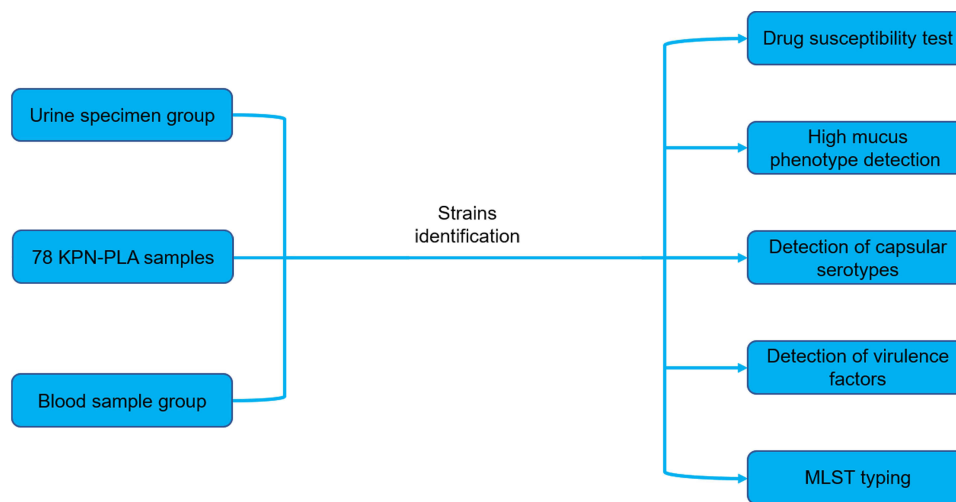 Urine specimen group
78 KPN-PLA samples
Blood sample group
Strains
identification
Drug susceptibility test
High mucus
phenotype detection
Detection of capsular
serotypes
Detection of virulence
factors
MLST typing